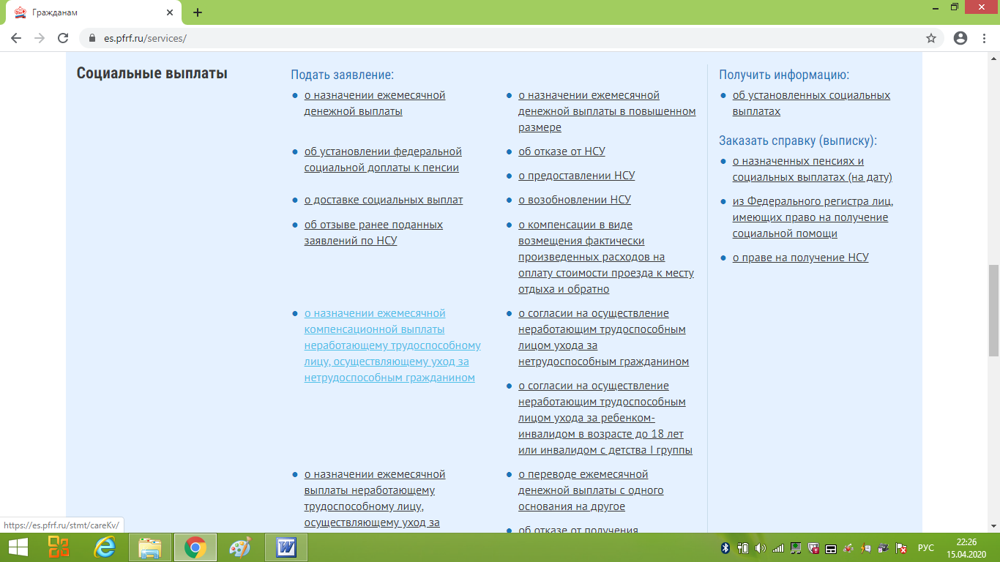 Гражданам
es.pfrf.ru/services/
Социальные выплаты
Подать заявление:
о назначении ежемесячной
денежной выплаты
об установлении федеральной
социальной доплаты к пенсии
о доставке социальных выплат
об отзыве ранее поданных
заявлений по НСУ
о назначении ежемесячной
компенсационной выплаты
неработающему трудоспособному
лицу, осуществляющему уход за
нетрудоспособным гражданином
о назначении ежемесячной
выплаты неработающему
трудоспособному лицу,
осуществляющему уход за
о назначении ежемесячной
денежной выплаты в повышенном
размере
об отказе от НСУ
о предоставлении НСУ
о возобновлении НСУ
о компенсации в виде
возмещения фактически
произведенных расходов на
оплату стоимости проезда к месту
отдыха и обратно
о согласии на осуществление
неработающим трудоспособным
лицом ухода за
нетрудоспособным гражданином
о согласии на осуществление
неработающим трудоспособным
лицом ухода за ребенком-
инвалидом в возрасте до 18 лет
или инвалидом с детства I группы
о переводе ежемесячной
денежной выплаты с одного
основания на другое
об отказе от получения
Получить информацию:
об установленных социальных
выплатах
Заказать справку (выписку):
о назначенных пенсиях и
социальных выплатах (на дату)
из Федерального регистра лиц,
имеющих право на получение
социальной помощи
о праве на получение НСУ
https://es.pfrf.ru/stmt/careKv/
РУС
22:26
15.04.2020